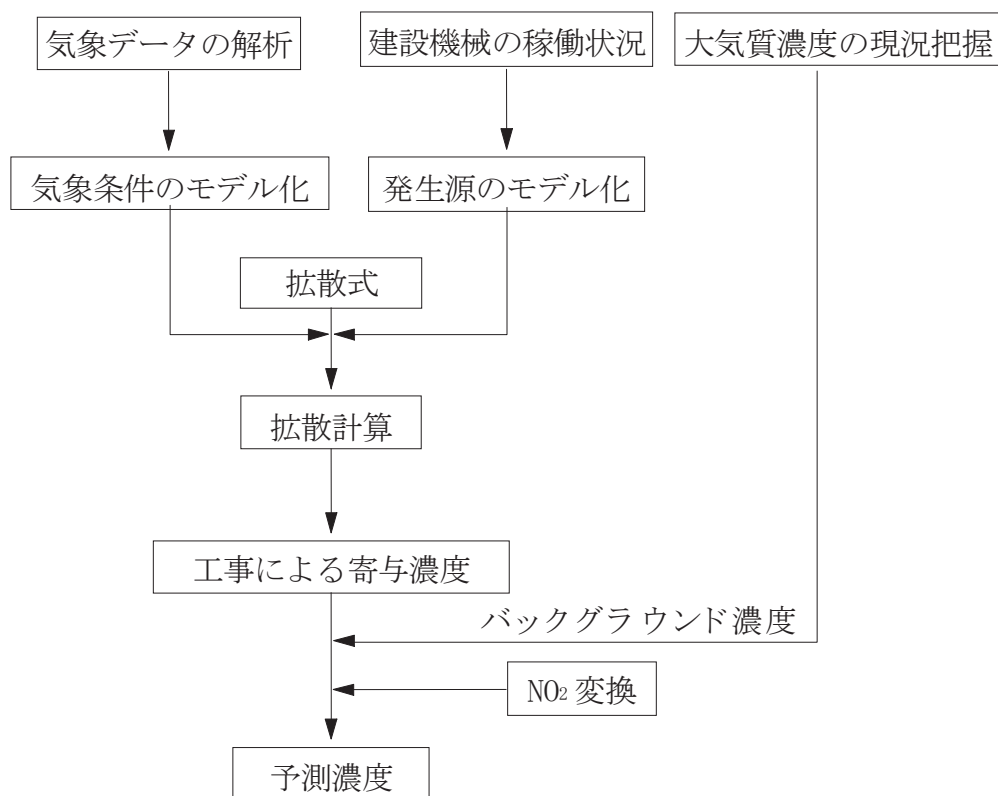 気象データの解析
建設機械の稼働状況
大気質濃度の現況把握
気象条件のモデル化
発生源のモデル化
拡散式
拡散計算
工事による寄与濃度
バックグラウンド濃度
NO₂変換
予測濃度